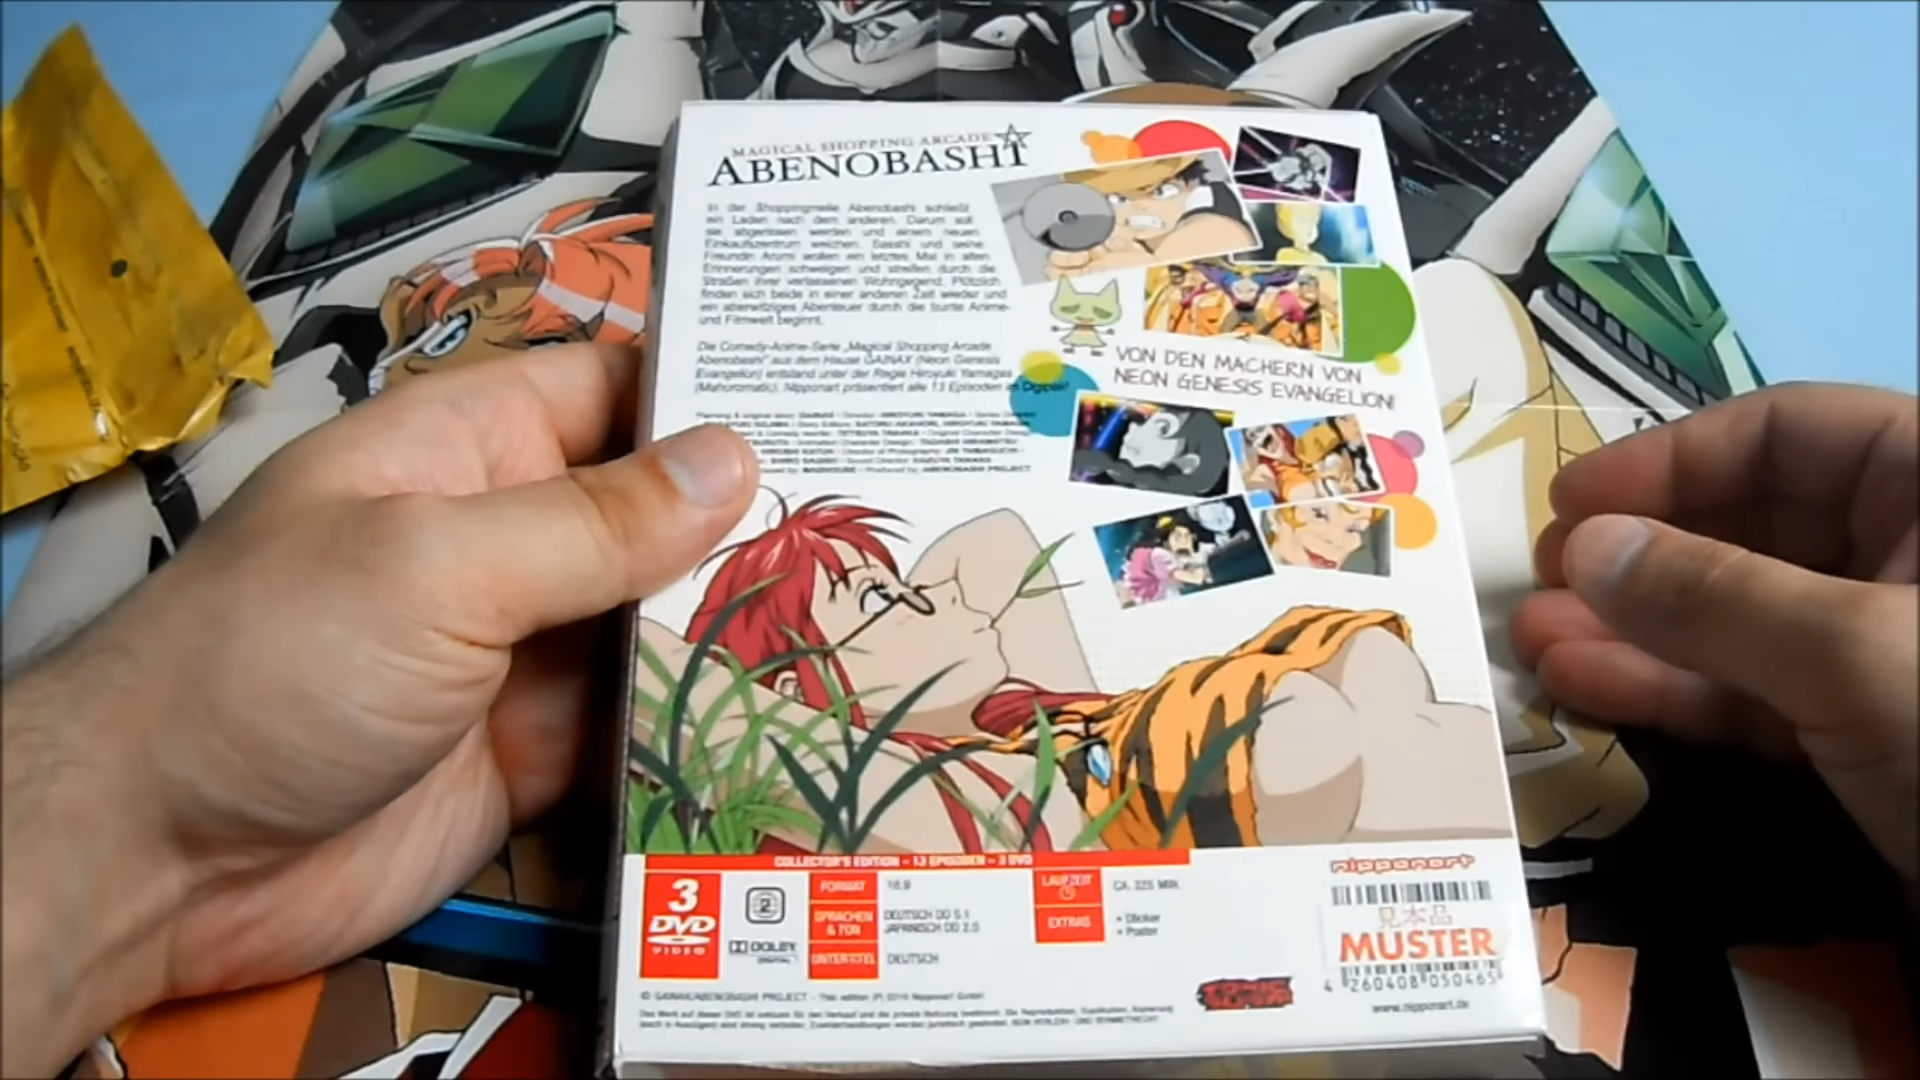 MAGICAL SHOPPING ARCADE
ABENOBASHI
In der Shoppingmeile Abenobashi schließt
ein Laden nach dem anderen. Darum soll
sie abgerissen werden und einem neuen
Einkaufszentrum weichen. Sasshi und seine
Freundin Arumi wollen ein letztes Mal in alten
Erinnerungen schwelgen und streifen durch die
Straßen ihrer verlassenen Wohngegend. Plötzlich
finden sich beide in einer anderen Zeit wieder und
ein aberwitziges Abenteuer durch die bunte Anime-
und Filmwelt beginnt.
Die Comedy-Anime-Serie „Magical Shopping Arcade
Abenobashi" aus dem Hause GAINAX (Neon Genesis
Evangelion) entstand unter der Regie Hiroyuki Yamagas
(Mahoromatic). Nipponart präsentiert alle 13 Episoden im Digipak!
VON DEN MACHERN VON
NEON GENESIS EVANGELION!
COLLECTOR'S EDITION - 13 EPISODEN - 3 DVD
3
DVD
VIDEO
2
DOLBY
DIGITAL
FORMAT
16:9
SPRACHEN
& TON
DEUTSCH DD 5.1
JAPANISCH DD 2.0
UNTERTITEL
DEUTSCH
LAUFZEIT
CA. 325 MIN.
EXTRAS
• Sticker
• Poster
nipponart
見本品
MUSTER
4 260408 050465
www.nipponart.de
TONIC
SUPER!